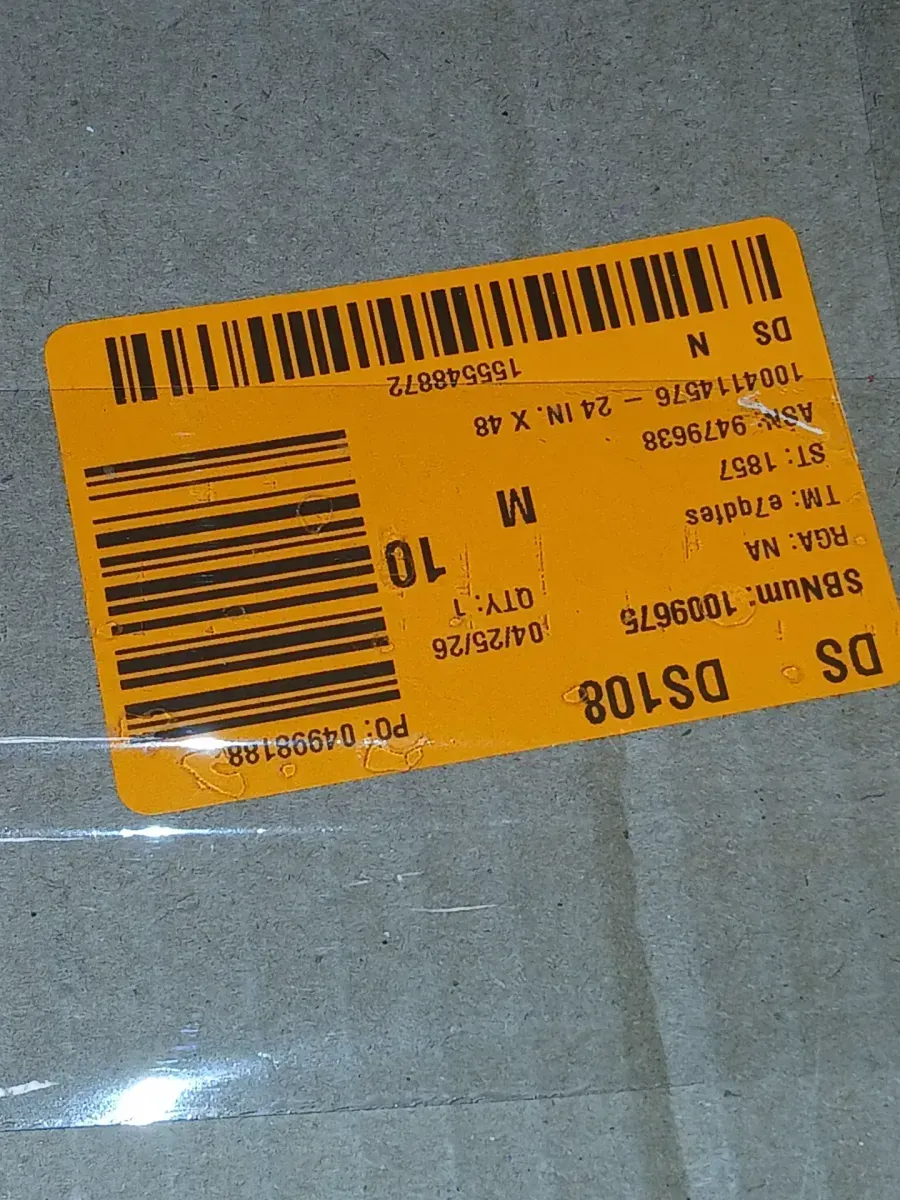 DS DS108 PO: 04998188
SBNum: 1009675 04/25/26
RGA: NA QTY: 1
TM: e7qdfes 10
ST: 1857 M
ASN: 9479638
1004114576 – 24 IN. X 48
DS N 155548872